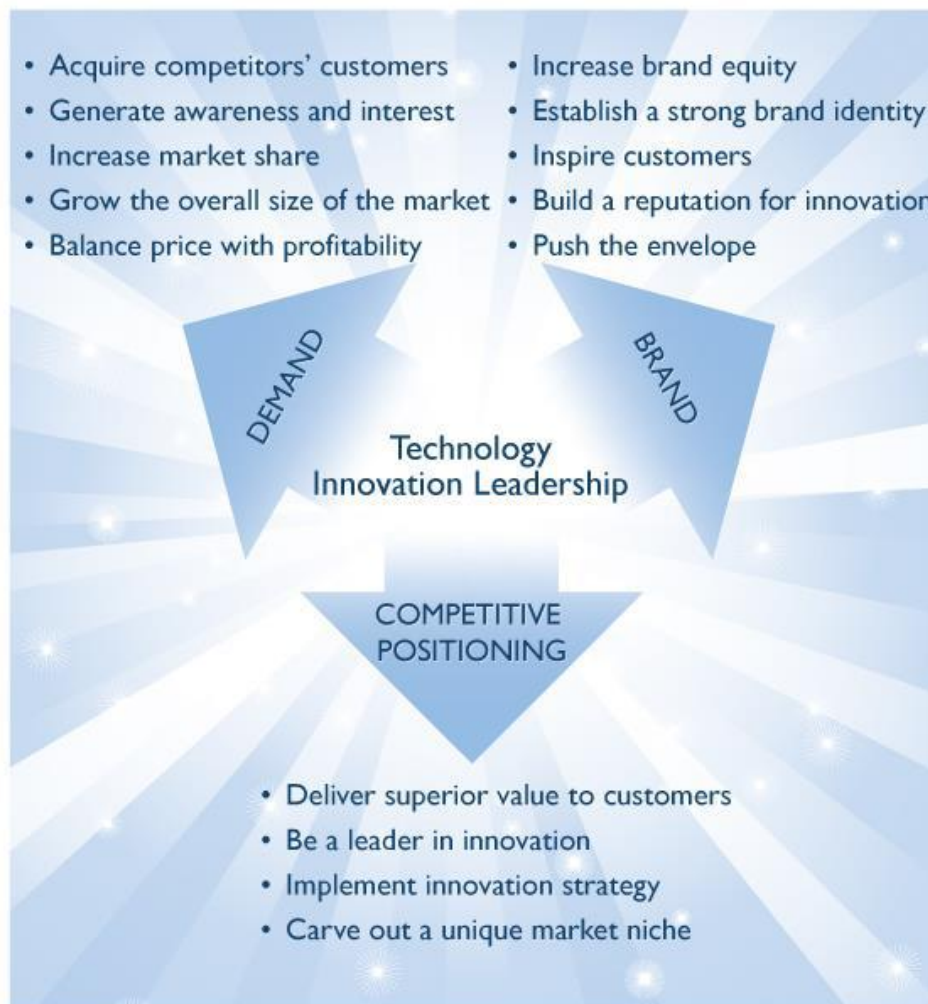 • Acquire competitors’ customers
• Generate awareness and interest
• Increase market share
• Grow the overall size of the market
• Balance price with profitability
• Increase brand equity
• Establish a strong brand identity
• Inspire customers
• Build a reputation for innovation
• Push the envelope
DEMAND
BRAND
Technology
Innovation Leadership
COMPETITIVE
POSITIONING
• Deliver superior value to customers
• Be a leader in innovation
• Implement innovation strategy
• Carve out a unique market niche